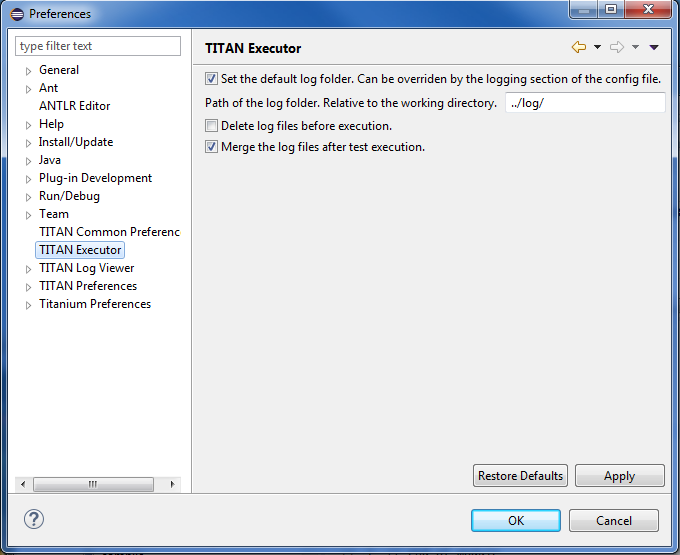 Preferences
type filter text
General
Ant
ANTLR Editor
Help
Install/Update
Java
Plug-in Development
Run/Debug
Team
TITAN Common Preferenc
TITAN Executor
TITAN Log Viewer
TITAN Preferences
Titanium Preferences
TITAN Executor
Set the default log folder. Can be overriden by the logging section of the config file.
Path of the log folder. Relative to the working directory. ../log/
Delete log files before execution.
Merge the log files after test execution.
Restore Defaults Apply
OK Cancel